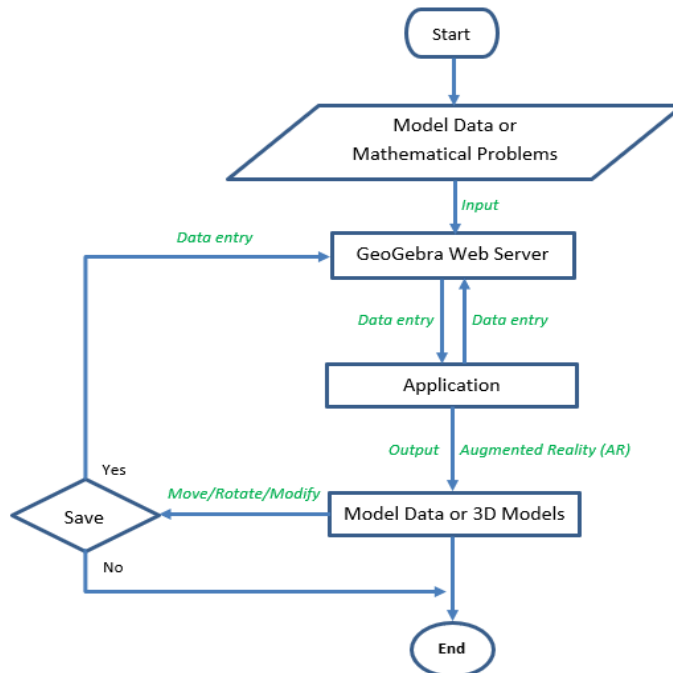 Start
Model Data or
Mathematical Problems
Input
Data entry
GeoGebra Web Server
Data entry
Data entry
Application
Output
Augmented Reality (AR)
Yes
Move/Rotate/Modify
Save
Model Data or 3D Models
No
End